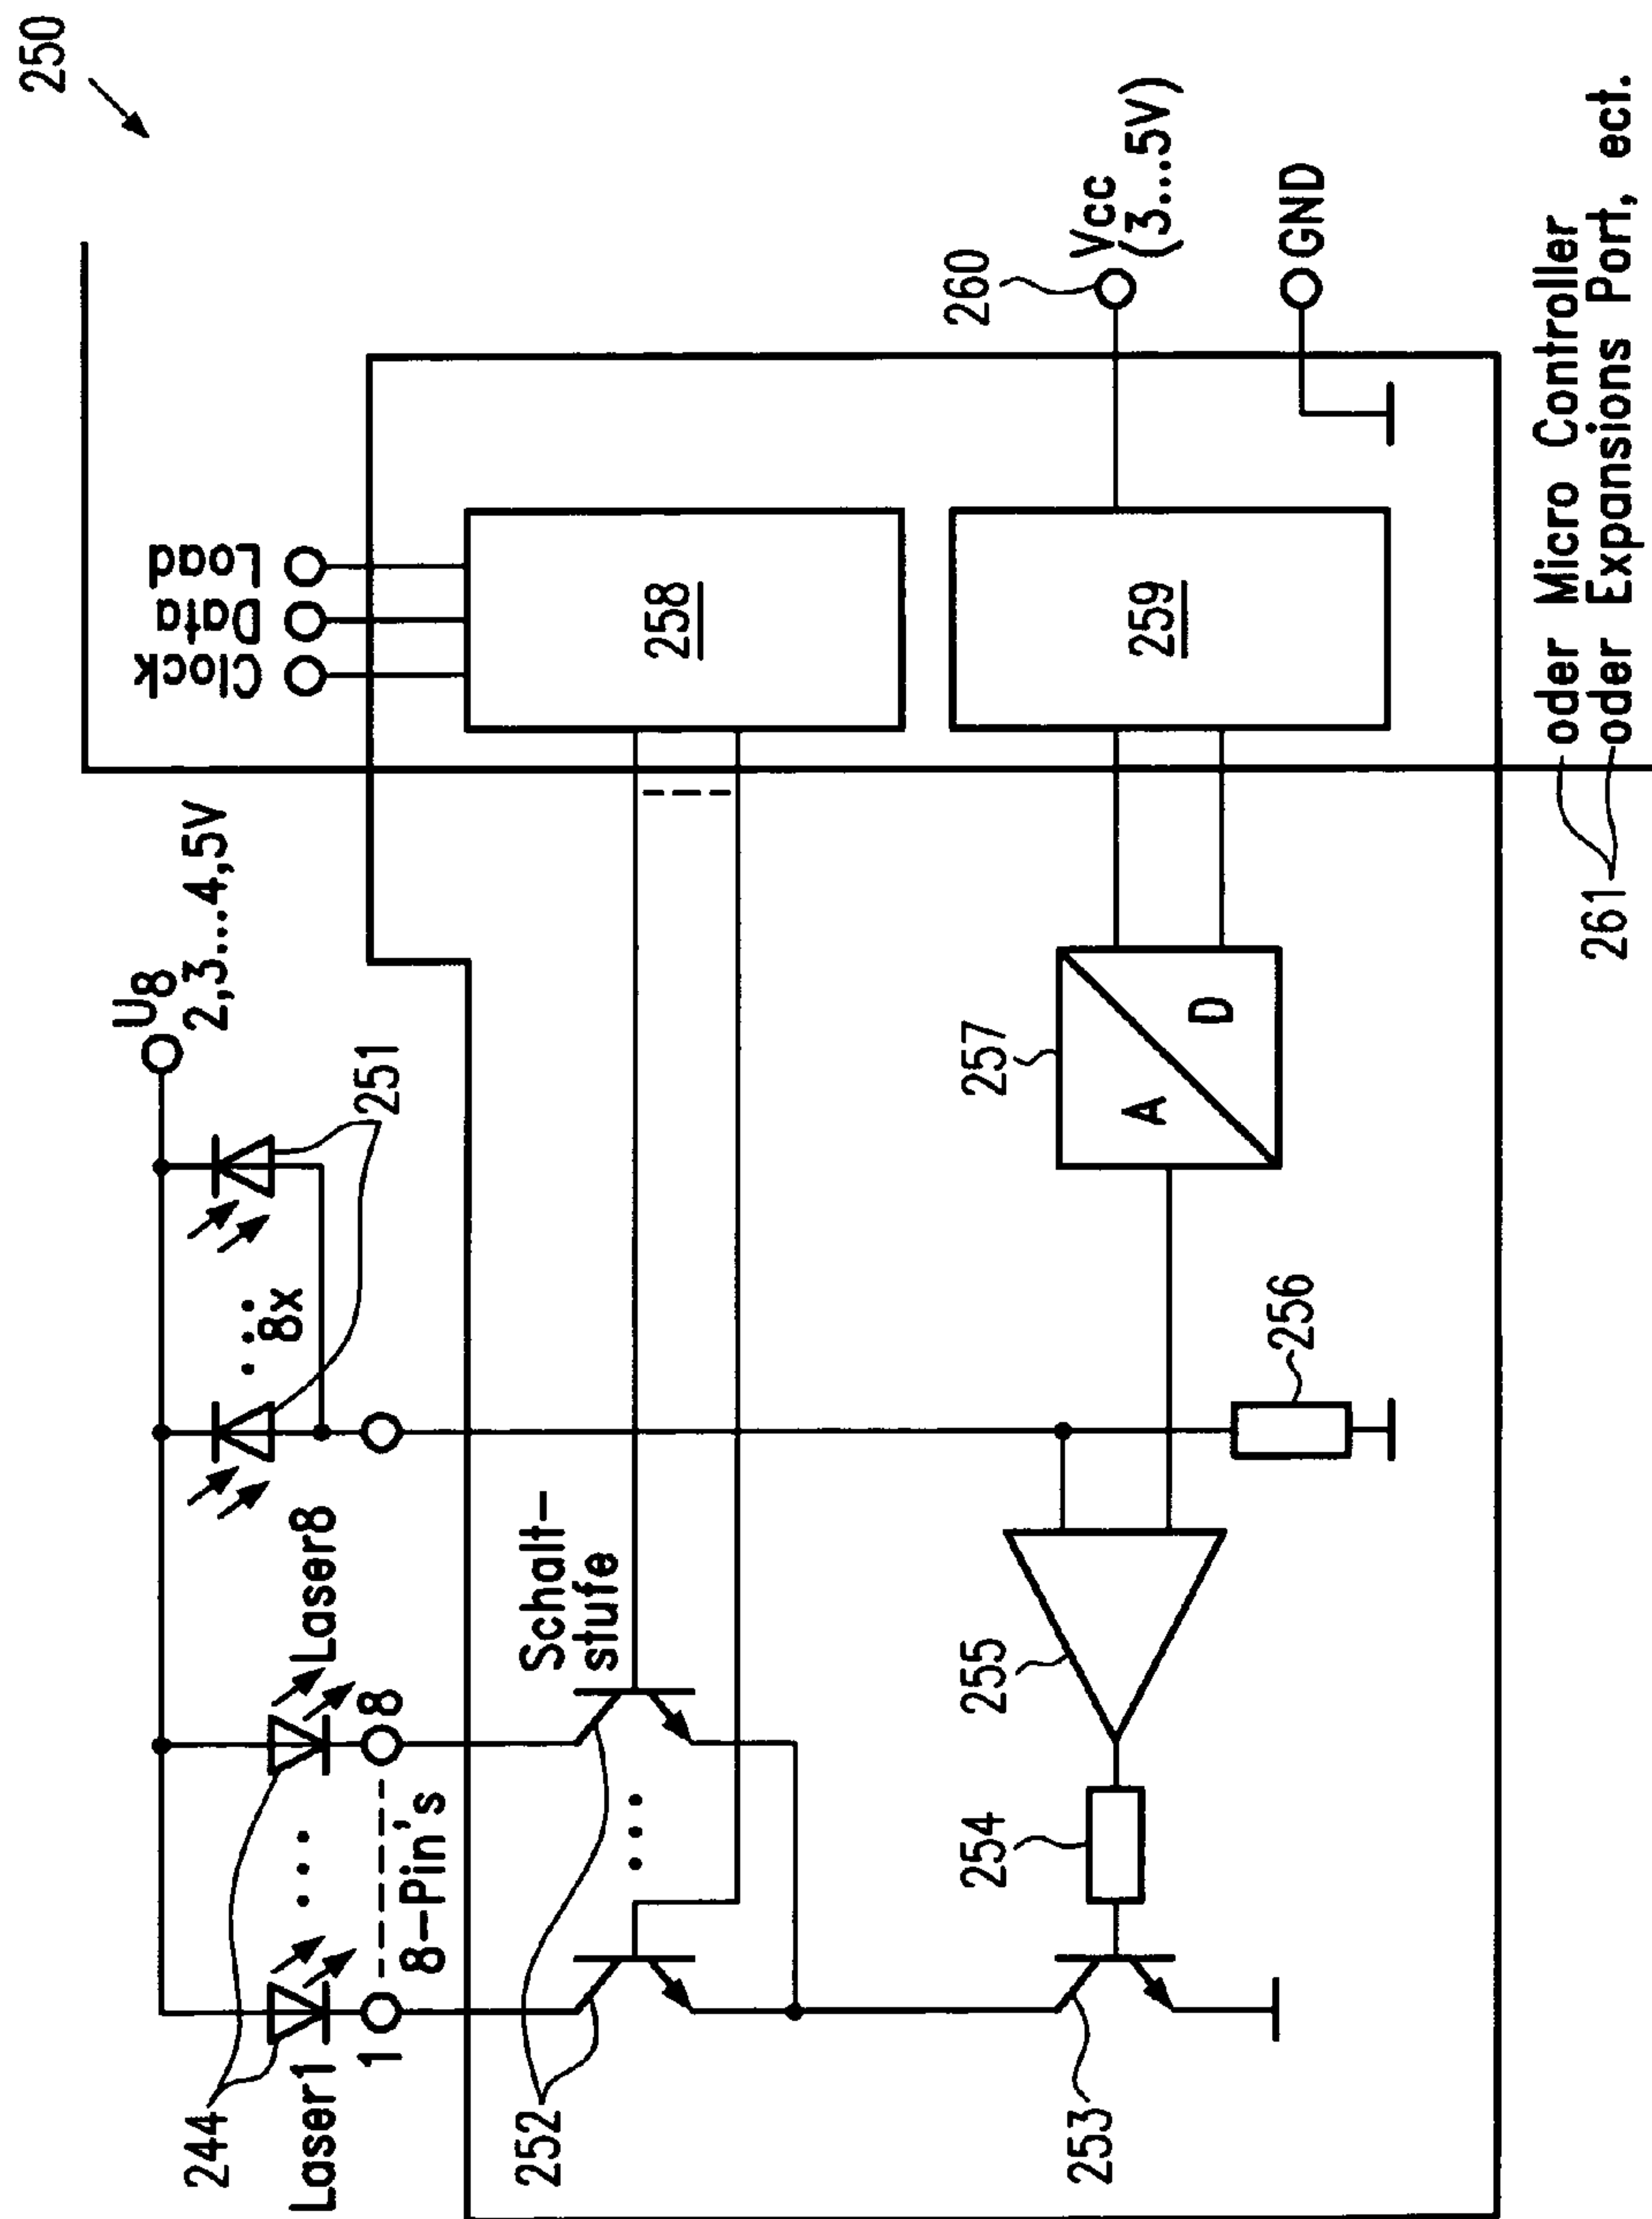 250
U8
2,3...4,5V
Clock
Data
Load
244
Laser1
Laser8
8x
251
1
8
8-Pin's
252
Schalt-
stufe
258
253
254
255
256
257
A
D
259
260
Vcc
(3...5V)
GND
261
oder Micro Controller
oder Expansions Port, ect.